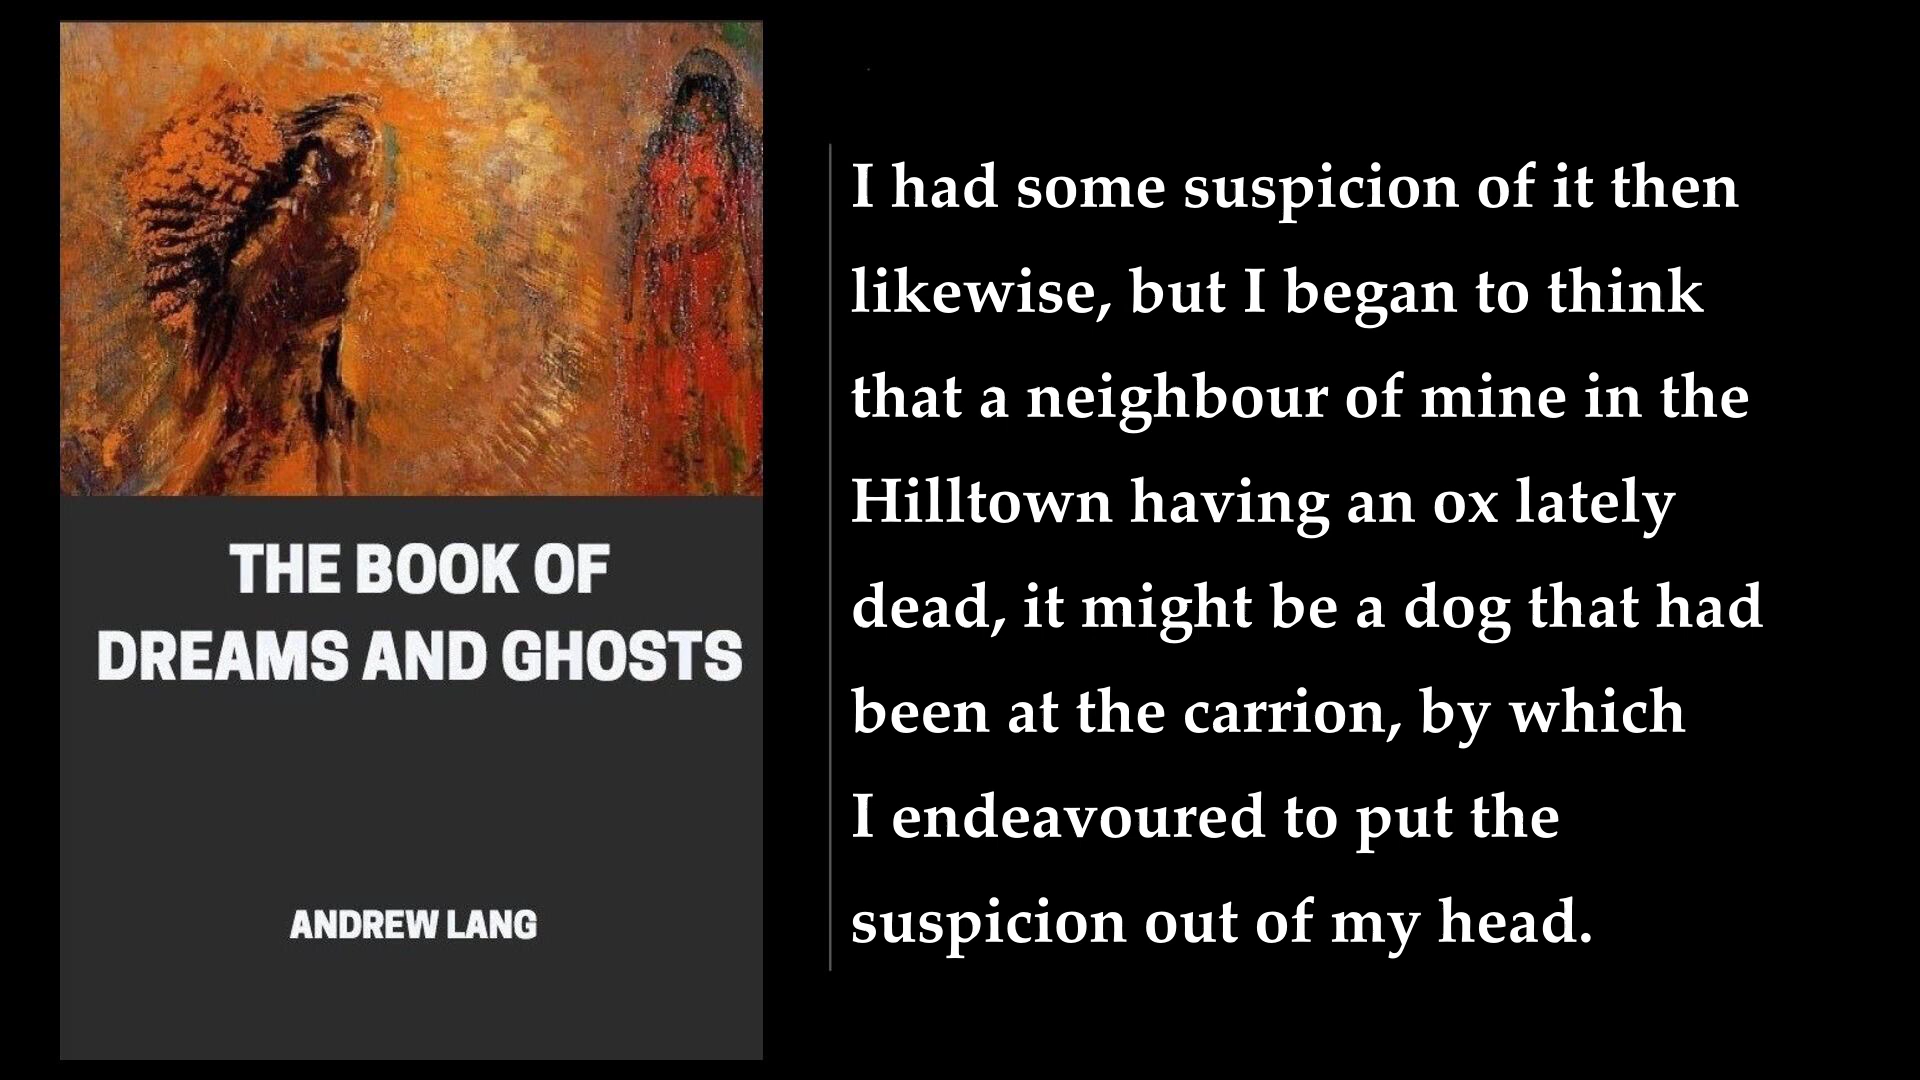 THE BOOK OF
DREAMS AND GHOSTS
ANDREW LANG
I had some suspicion of it then
likewise, but I began to think
that a neighbour of mine in the
Hilltown having an ox lately
dead, it might be a dog that had
been at the carrion, by which
I endeavoured to put the
suspicion out of my head.